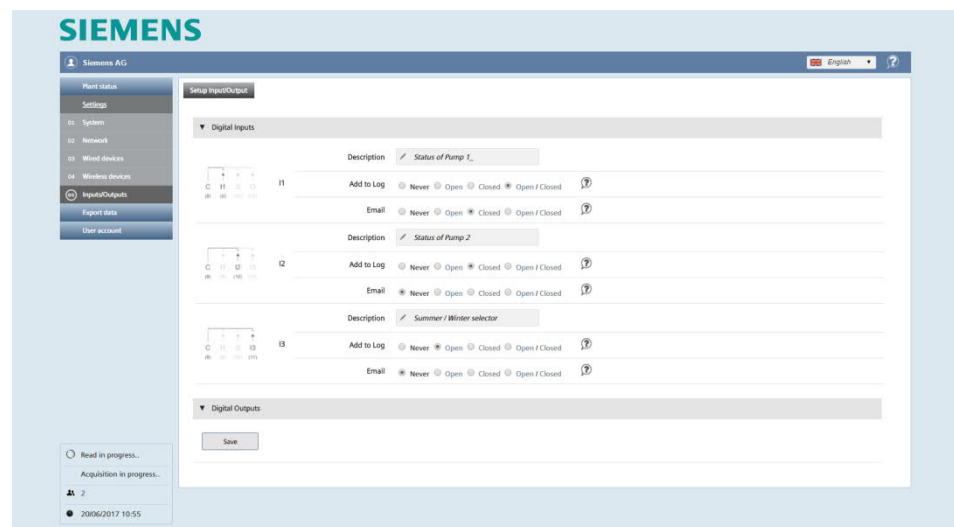 SIEMENS
Siemens AG
English
Plant status
Settings
01 System
02 Network
03 Wired devices
04 Wireless devices
05 Inputs/Outputs
Export data
User account
Setup Input/Output
Digital Inputs
Description Status of Pump 1_
C I1
I1 Add to Log Never Open Closed Open / Closed ?
Email Never Open Closed Open / Closed ?
Description Status of Pump 2
C I1 I2
I2 Add to Log Never Open Closed Open / Closed ?
Email Never Open Closed Open / Closed ?
Description Summer / Winter selector
C I3
I3 Add to Log Never Open Closed Open / Closed ?
Email Never Open Closed Open / Closed ?
Digital Outputs
Save
Read in progress..
Acquisition in progress..
2
20/06/2017 10:55